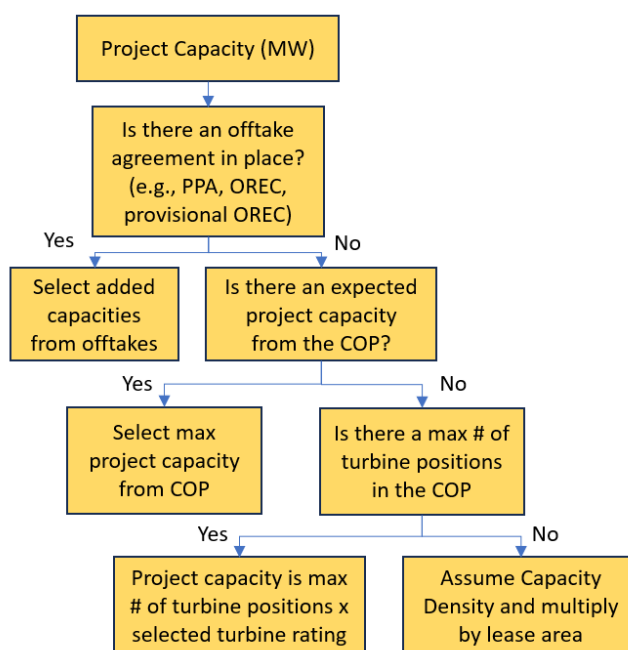 Project Capacity (MW)
Is there an offtake
agreement in place?
(e.g., PPA, OREC,
provisional OREC)
Yes
No
Select added
capacities
from offtakes
Is there an expected
project capacity
from the COP?
Yes
No
Select max
project capacity
from COP
Is there a max # of
turbine positions
in the COP
Yes
No
Project capacity is max
# of turbine positions x
selected turbine rating
Assume Capacity
Density and multiply
by lease area